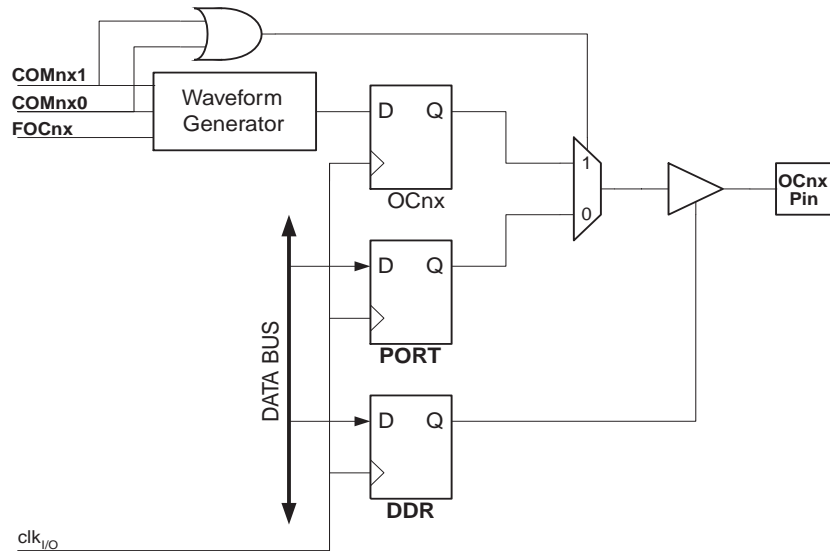 COMnx1
COMnx0
FOCnx
Waveform
Generator
D Q
OCnx
1
0
OCnx
Pin
D Q
PORT
DATA BUS
D Q
DDR
clkI/O